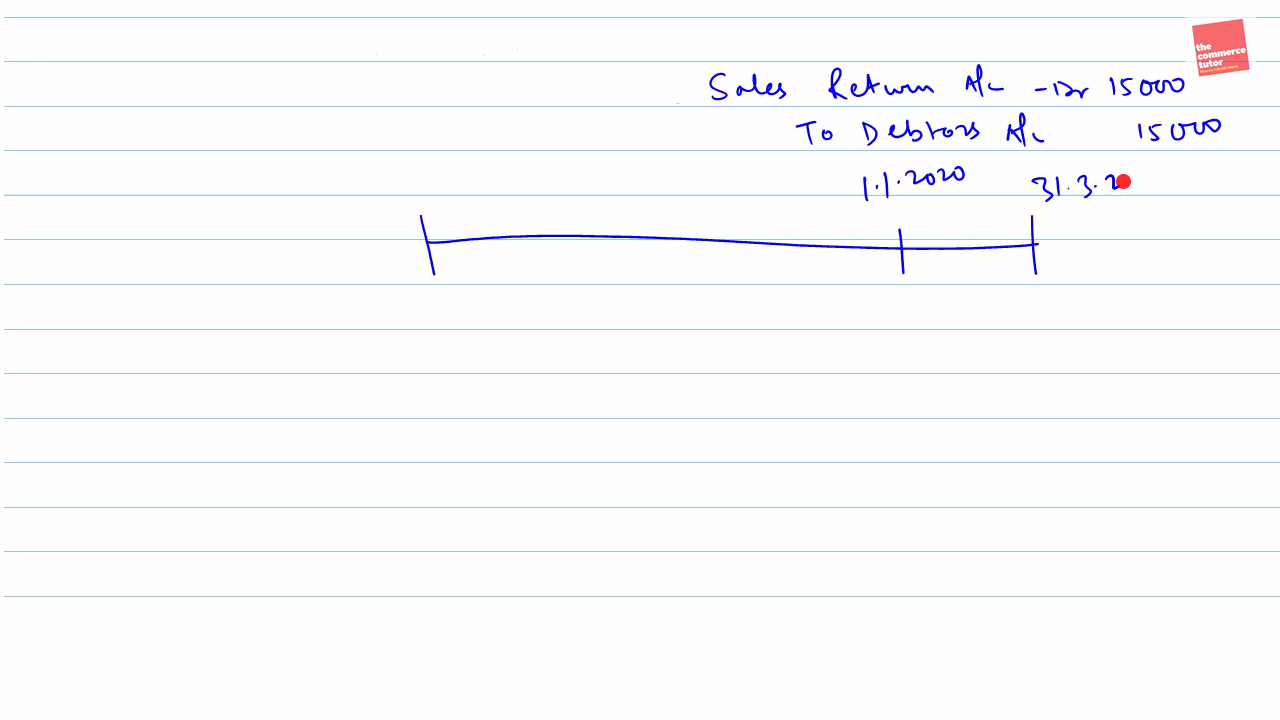 the
commerce
tutor
Sales Return A/c -Dr 15000
To Debtors A/c 15000
1.1.2020 31.3.2